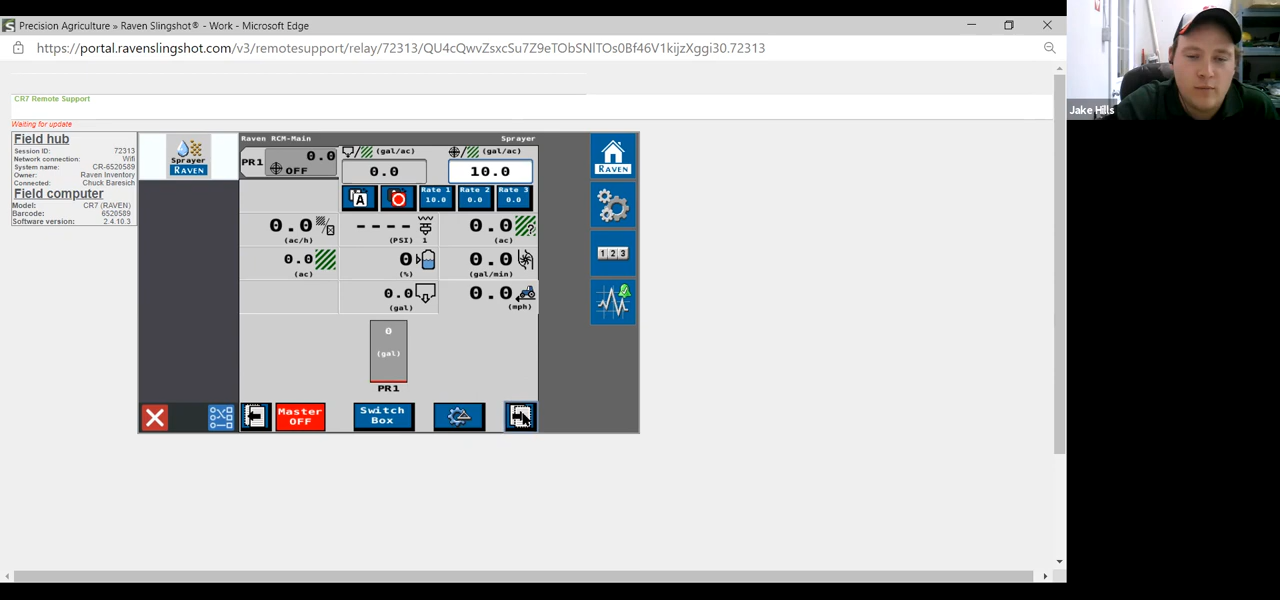 Precision Agriculture » Raven Slingshot® - Work - Microsoft Edge
https://portal.ravenslingshot.com/v3/remotesupport/relay/72313/QU4cQwvZsxcSu7Z9eTObSNlTOs0Bf46V1kijzXggi30.72313
CR7 Remote Support
Waiting for update
Field hub
Session ID: 72313
Network connection: Wifi
System name: CR-6520589
Owner: Raven Inventory
Connected: Chuck Baresich
Field computer
Model: CR7 (RAVEN)
Barcode: 6520589
Software version: 2.4.10.3
Sprayer
RAVEN
Raven RCM-Main Sprayer
PR1 0.0 OFF
(gal/ac) 0.0
(gal/ac) 10.0
A
Rate 1 10.0
Rate 2 0.0
Rate 3 0.0
0.0 (ac/h)
---- (PSI) 1
0.0 (ac)
?
0.0 (ac)
0 (%)
0.0 (gal/min)
0.0 (gal)
0.0 (mph)
0
(gal)
PR1
Master OFF
Switch Box
RAVEN
1 2 3
Jake Hills